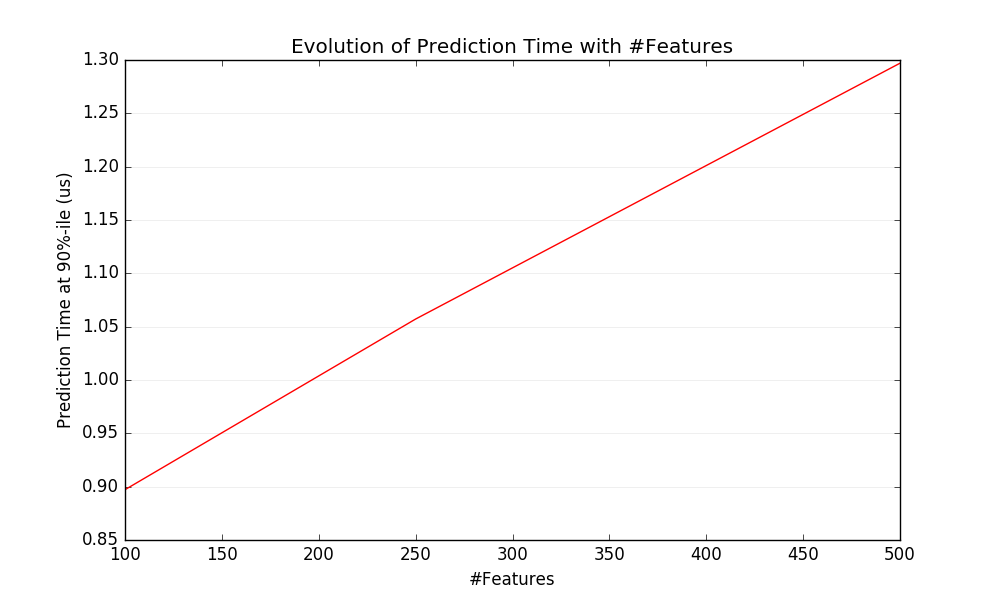 Evolution of Prediction Time with #Features
1.30
1.25
1.20
1.15
1.10
1.05
1.00
0.95
0.90
0.85
Prediction Time at 90%-ile (us)
100 150 200 250 300 350 400 450 500
#Features